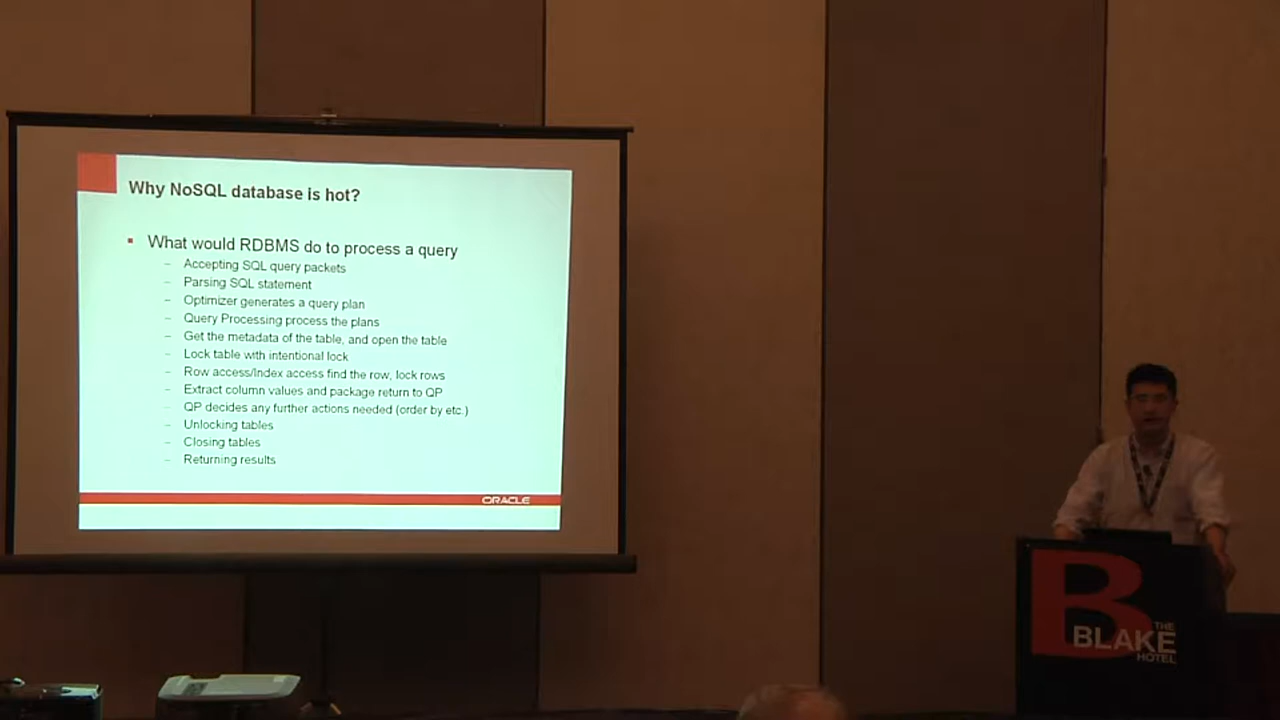 Why NoSQL database is hot?
What would RDBMS do to process a query
Accepting SQL query packets
Parsing SQL statement
Optimizer generates a query plan
Query Processing process the plans
Get the metadata of the table, and open the table
Lock table with intentional lock
Row access/Index access find the row, lock rows
Extract column values and package return to QP
QP decides any further actions needed (order by etc.)
Unlocking tables
Closing tables
Returning results
ORACLE
B
THE
BLAKE
HOTEL